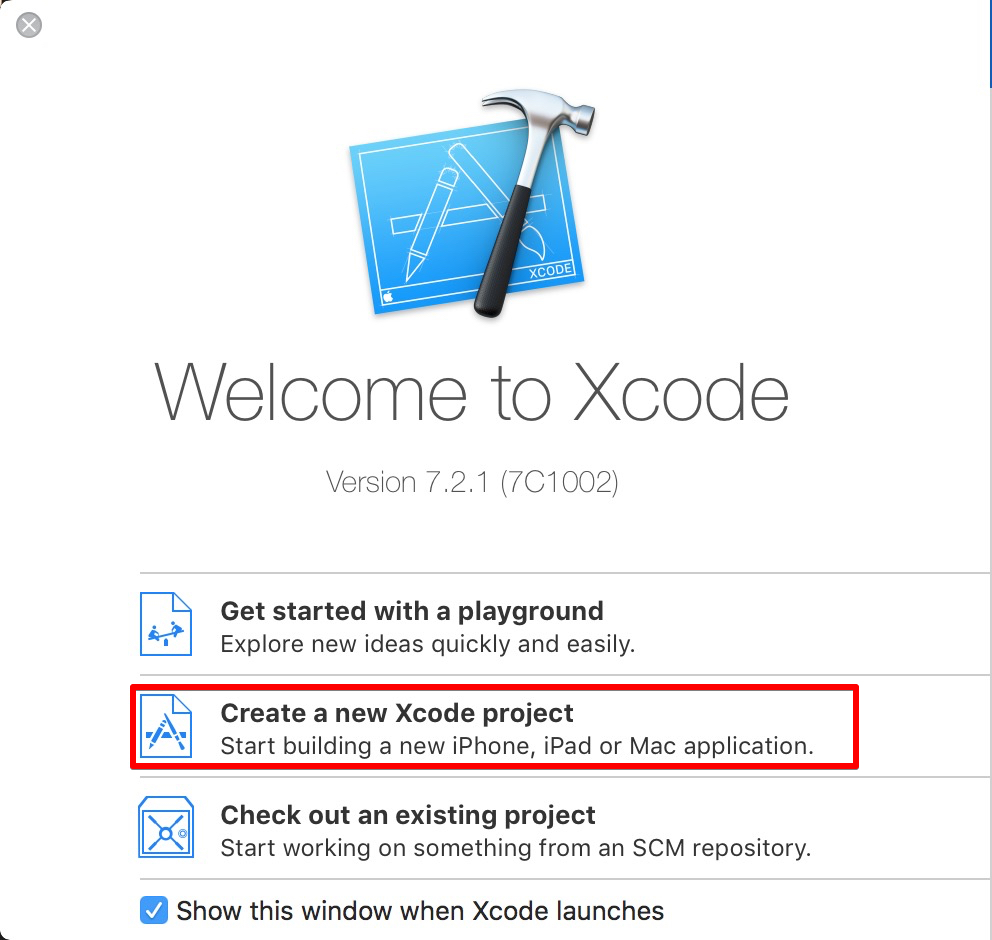 XCODE
Welcome to Xcode
Version 7.2.1 (7C1002)
Get started with a playground
Explore new ideas quickly and easily.
Create a new Xcode project
Start building a new iPhone, iPad or Mac application.
Check out an existing project
Start working on something from an SCM repository.
Show this window when Xcode launches